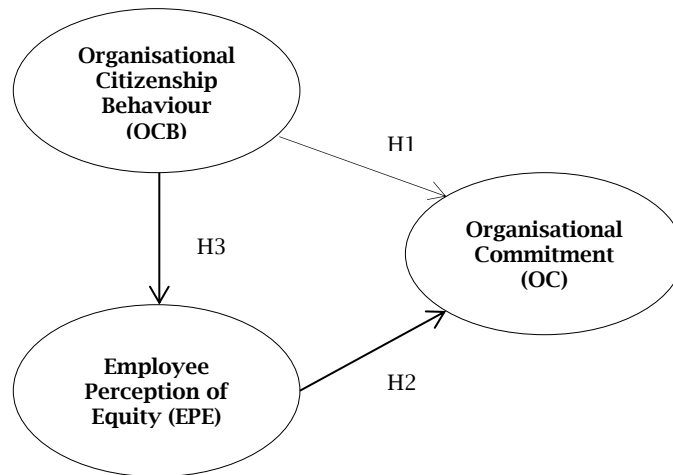 Organisational
Citizenship
Behaviour
(OCB)
H1
Organisational
Commitment
(OC)
H3
Employee
Perception of
Equity (EPE)
H2